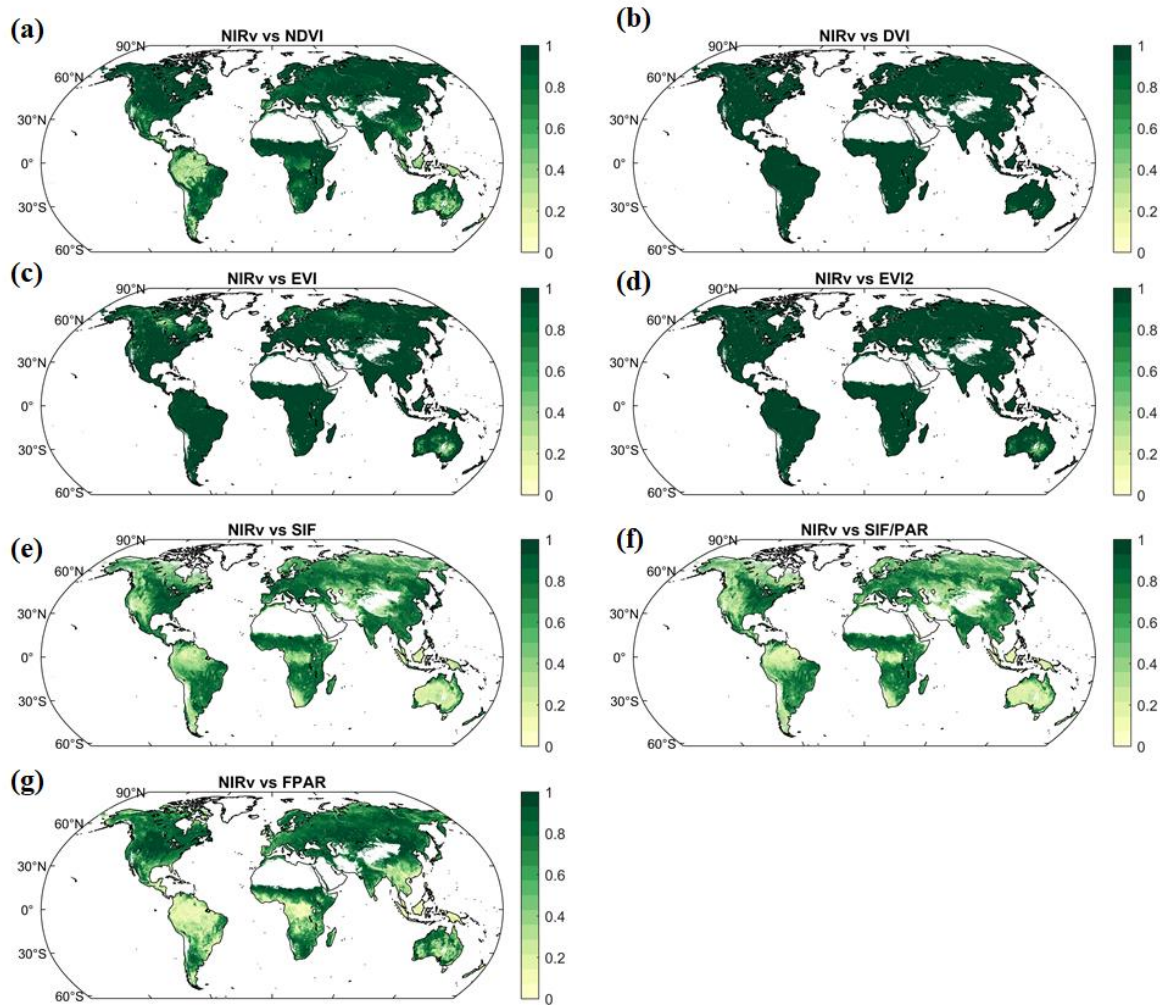 (a)
NIRv vs NDVI
90°N
60°N
30°N
0°
30°S
60°S
1
0.8
0.6
0.4
0.2
0
(b)
NIRv vs DVI
90°N
60°N
30°N
0°
30°S
60°S
1
0.8
0.6
0.4
0.2
0
(c)
NIRv vs EVI
90°N
60°N
30°N
0°
30°S
60°S
1
0.8
0.6
0.4
0.2
0
(d)
NIRv vs EVI2
90°N
60°N
30°N
0°
30°S
60°S
1
0.8
0.6
0.4
0.2
0
(e)
NIRv vs SIF
90°N
60°N
30°N
0°
30°S
60°S
1
0.8
0.6
0.4
0.2
0
(f)
NIRv vs SIF/PAR
90°N
60°N
30°N
0°
30°S
60°S
1
0.8
0.6
0.4
0.2
0
(g)
NIRv vs FPAR
90°N
60°N
30°N
0°
30°S
60°S
1
0.8
0.6
0.4
0.2
0